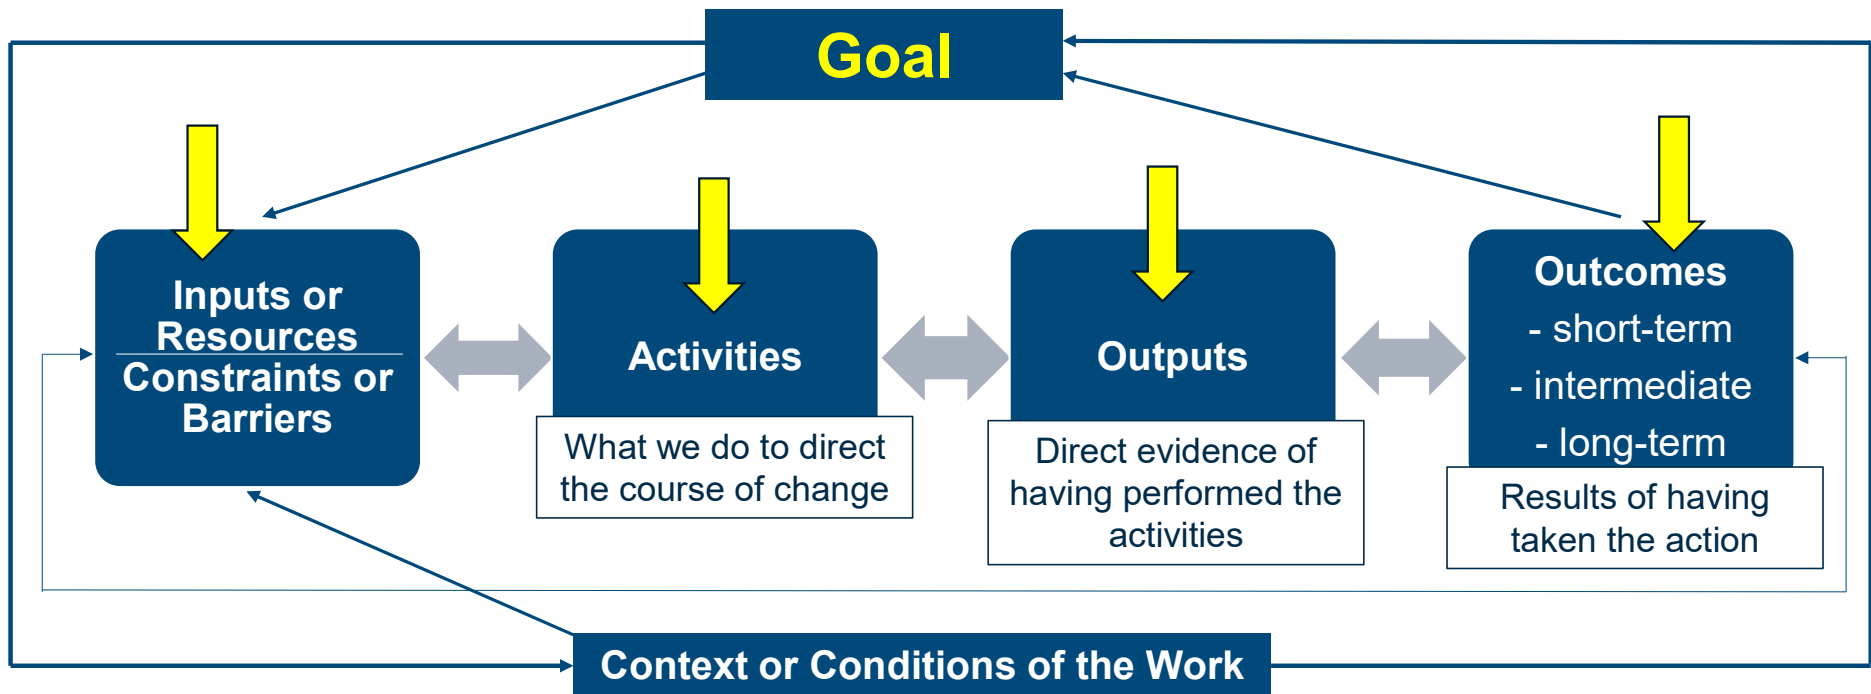 Goal
Inputs or
Resources
Constraints or
Barriers
Activities
What we do to direct
the course of change
Outputs
Direct evidence of
having performed the
activities
Outcomes
- short-term
- intermediate
- long-term
Results of having
taken the action
Context or Conditions of the Work